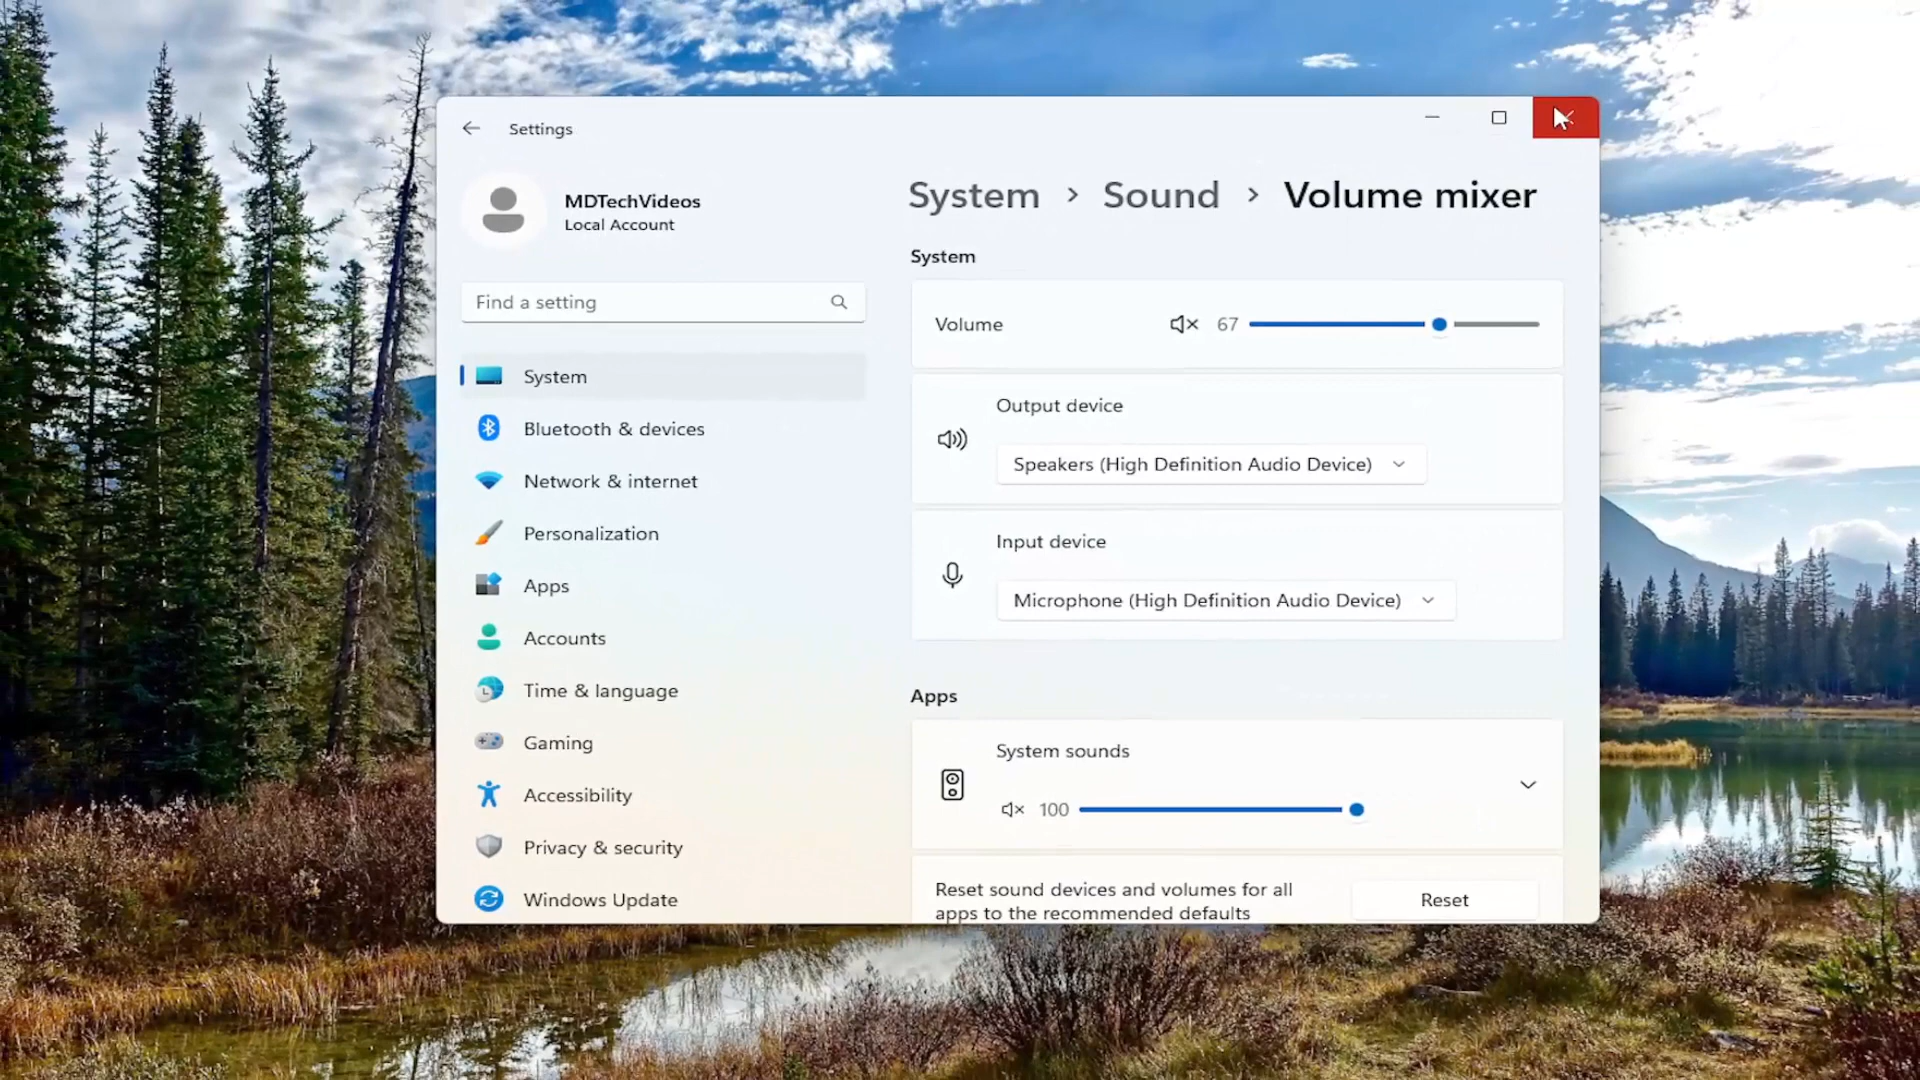 Settings
MDTechVideos
Local Account
Find a setting
System
Bluetooth & devices
Network & internet
Personalization
Apps
Accounts
Time & language
Gaming
Accessibility
Privacy & security
Windows Update
System > Sound > Volume mixer
System
Volume 67
Output device
Speakers (High Definition Audio Device)
Input device
Microphone (High Definition Audio Device)
Apps
System sounds
100
Reset sound devices and volumes for all
apps to the recommended defaults
Reset